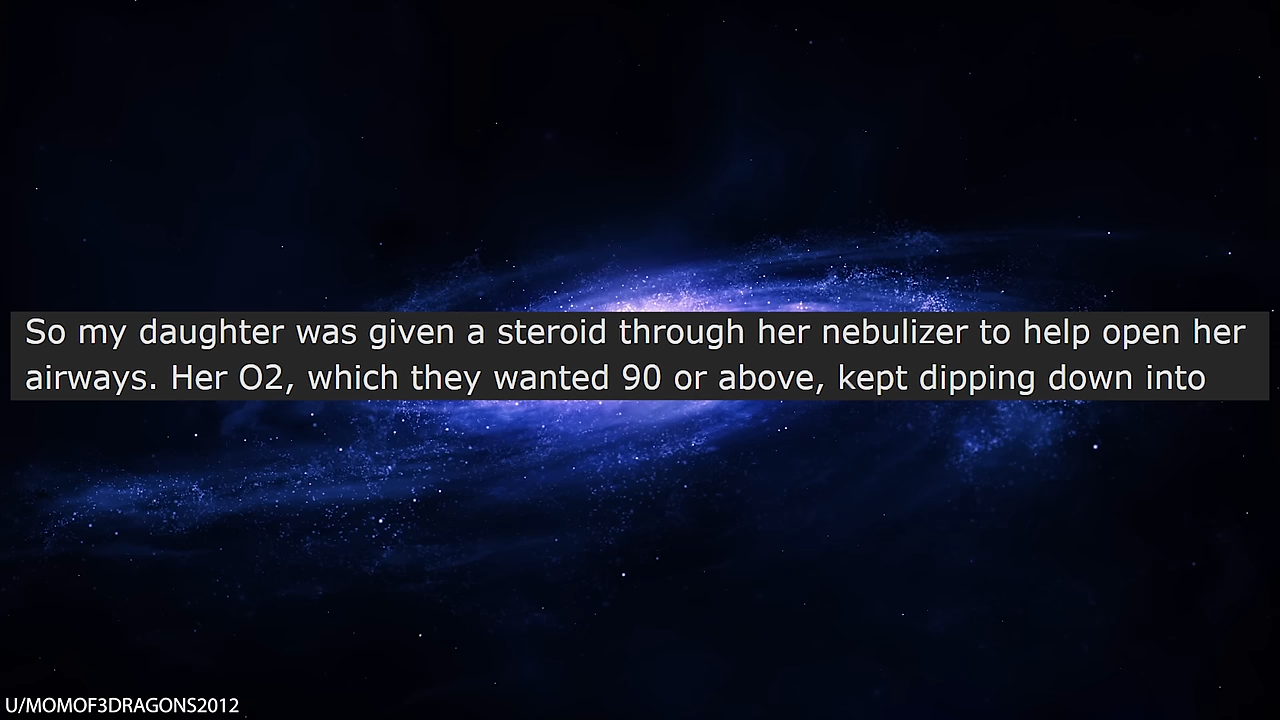 So my daughter was given a steroid through her nebulizer to help open her
airways. Her O2, which they wanted 90 or above, kept dipping down into
U/MOMOF3DRAGONS2012